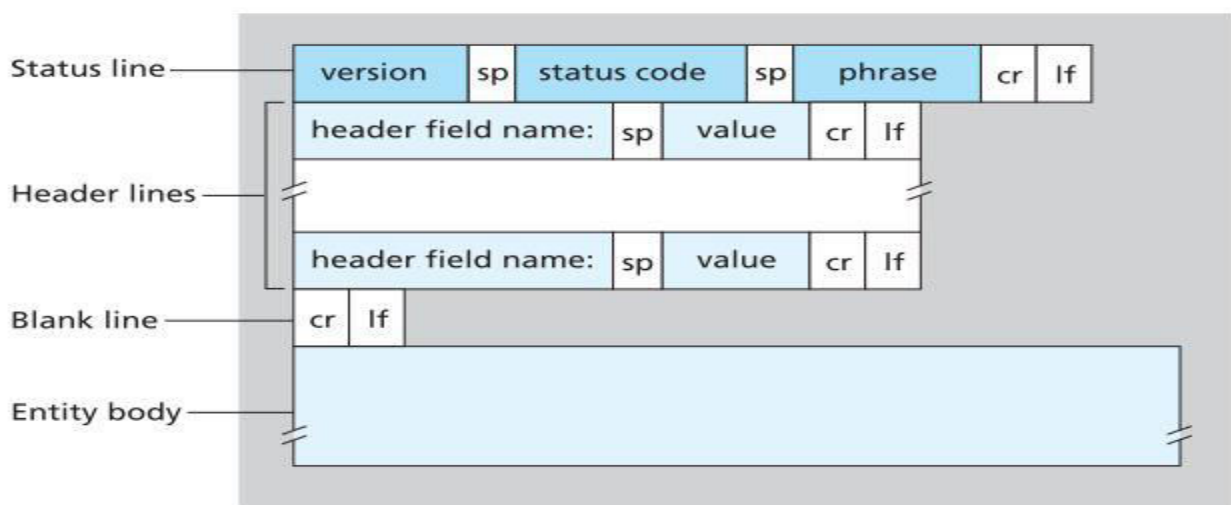 Status line version sp status code sp phrase cr lf
header field name: sp value cr lf
Header lines
header field name: sp value cr lf
Blank line cr lf
Entity body